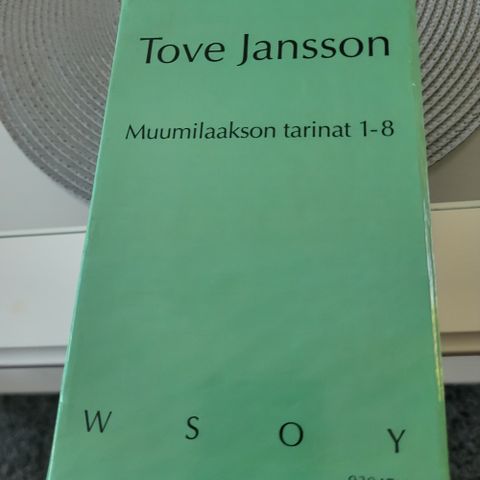 Tove Jansson
Muumilaakson tarinat 1-8
W S O Y